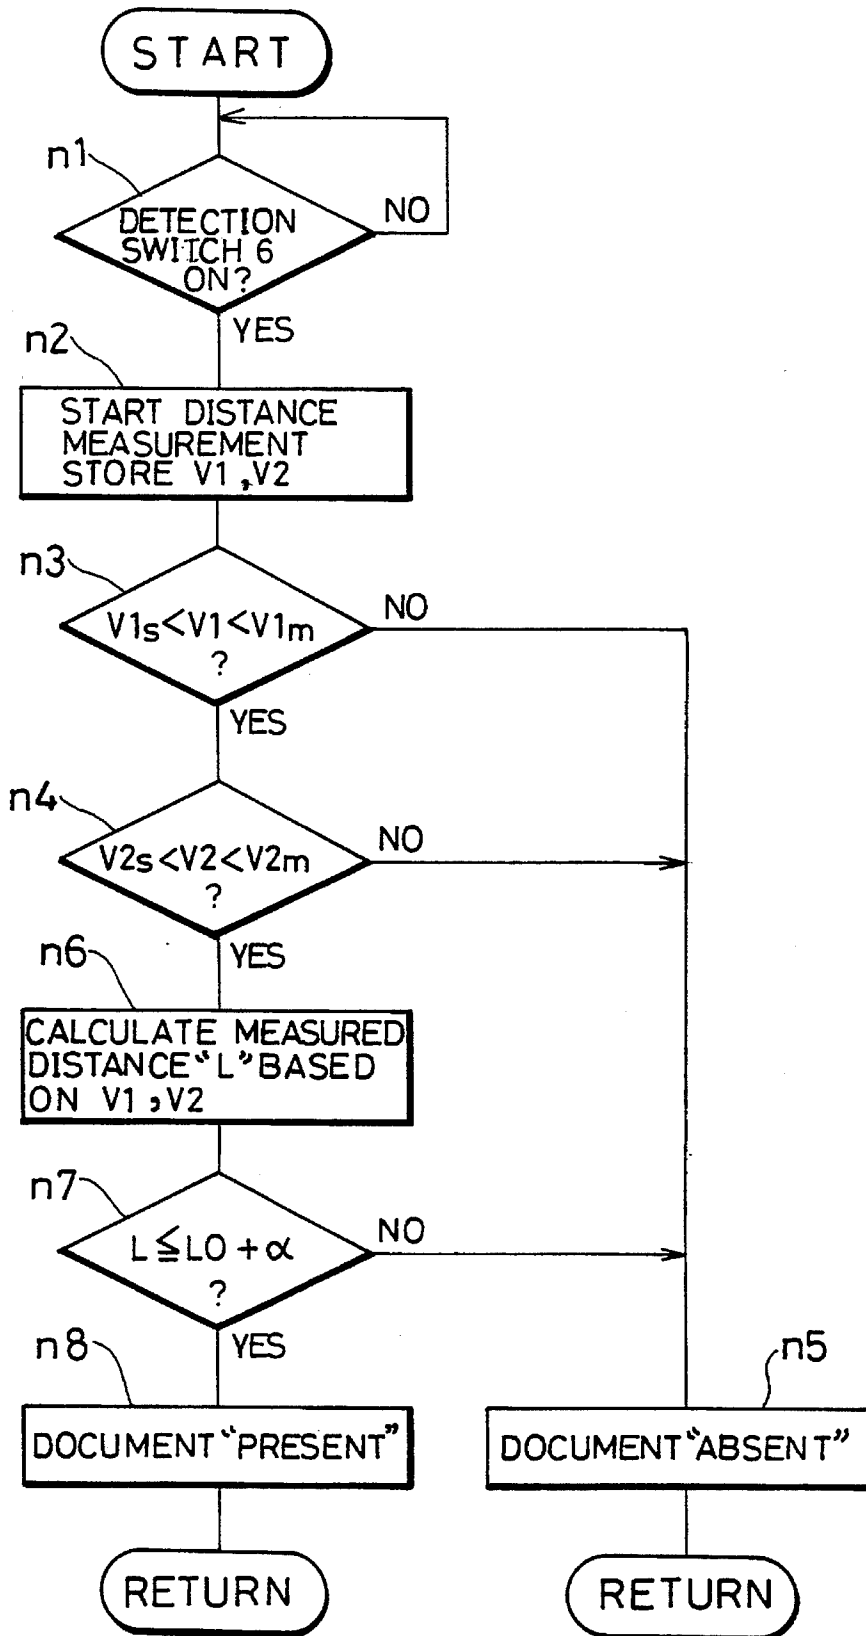 START
n1
DETECTION
SWITCH 6
ON?
NO
YES
n2
START DISTANCE
MEASUREMENT
STORE V1,V2
n3
V1s<V1<V1m
?
NO
YES
n4
V2s<V2<V2m
?
NO
YES
n6
CALCULATE MEASURED
DISTANCE "L" BASED
ON V1,V2
n7
L≦L0+α
?
NO
YES
n8
DOCUMENT "PRESENT"
n5
DOCUMENT "ABSENT"
RETURN
RETURN